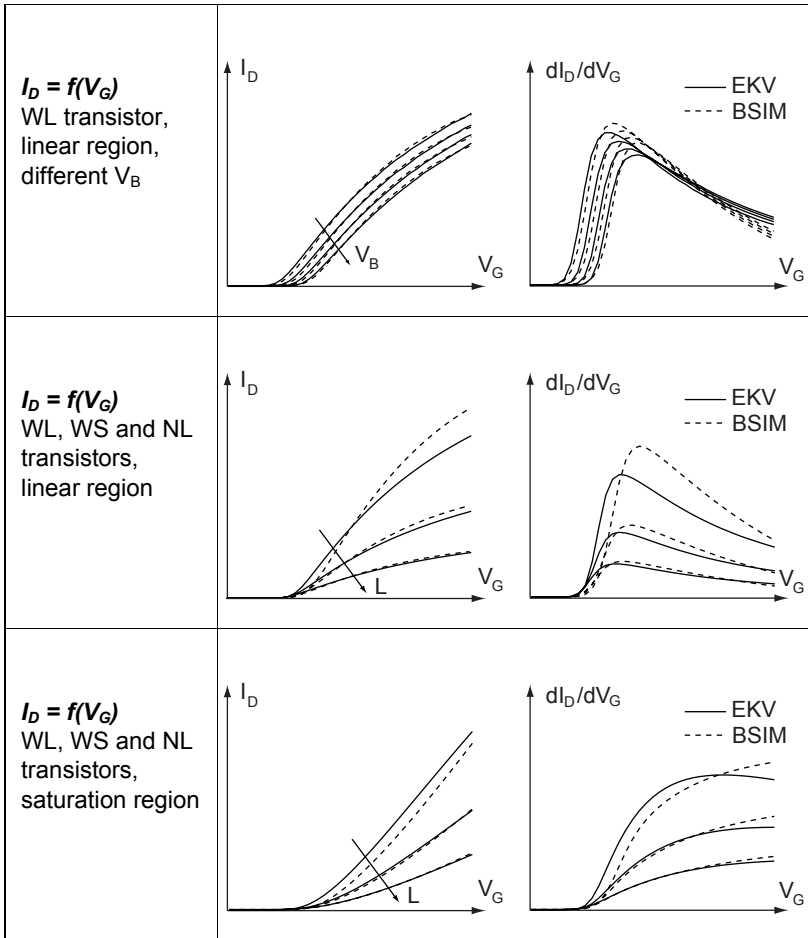 I_D = f(V_G)
WL transistor,
linear region,
different V_B
I_D
V_B
V_G
dI_D/dV_G
EKV
BSIM
V_G
I_D = f(V_G)
WL, WS and NL
transistors,
linear region
I_D
L
V_G
dI_D/dV_G
EKV
BSIM
V_G
I_D = f(V_G)
WL, WS and NL
transistors,
saturation region
I_D
L
V_G
dI_D/dV_G
EKV
BSIM
V_G